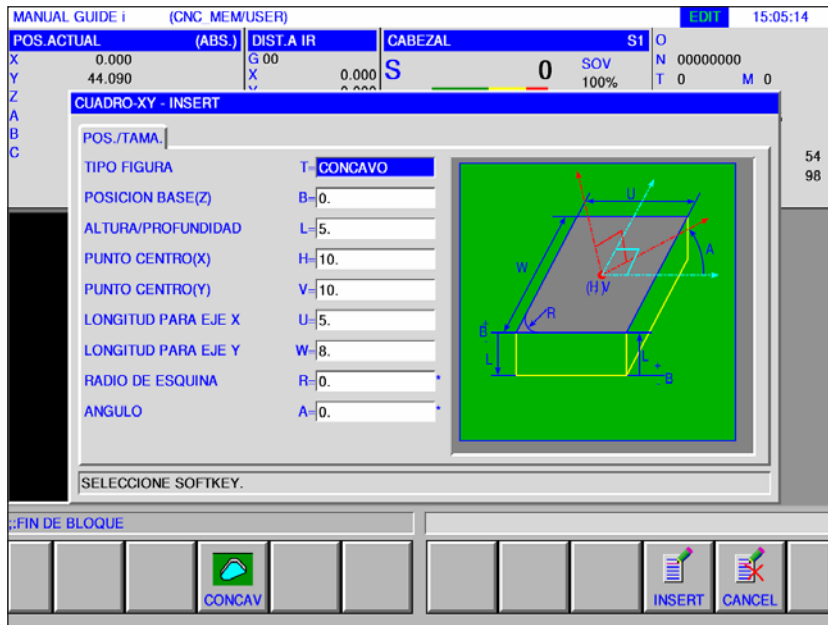 MANUAL GUIDE i (CNC_MEM/USER) EDIT 15:05:14
POS.ACTUAL (ABS.) DIST.A IR CABEZAL S1 O
X 0.000 G 00 S 0 SOV 100% N 00000000
Y 44.090 X 0.000 T 0 M 0
Z
A
B
C
54
98
CUADRO-XY - INSERT
POS./TAMA.
TIPO FIGURA T=CONCAVO
POSICION BASE(Z) B=0.
ALTURA/PROFUNDIDAD L=5.
PUNTO CENTRO(X) H=10.
PUNTO CENTRO(Y) V=10.
LONGITUD PARA EJE X U=5.
LONGITUD PARA EJE Y W=8.
RADIO DE ESQUINA R=0. *
ANGULO A=0. *
U
A
W
(H,)V
R
B
L
L
+
-
B
SELECCIONE SOFTKEY.
;:FIN DE BLOQUE
CONCAV INSERT CANCEL